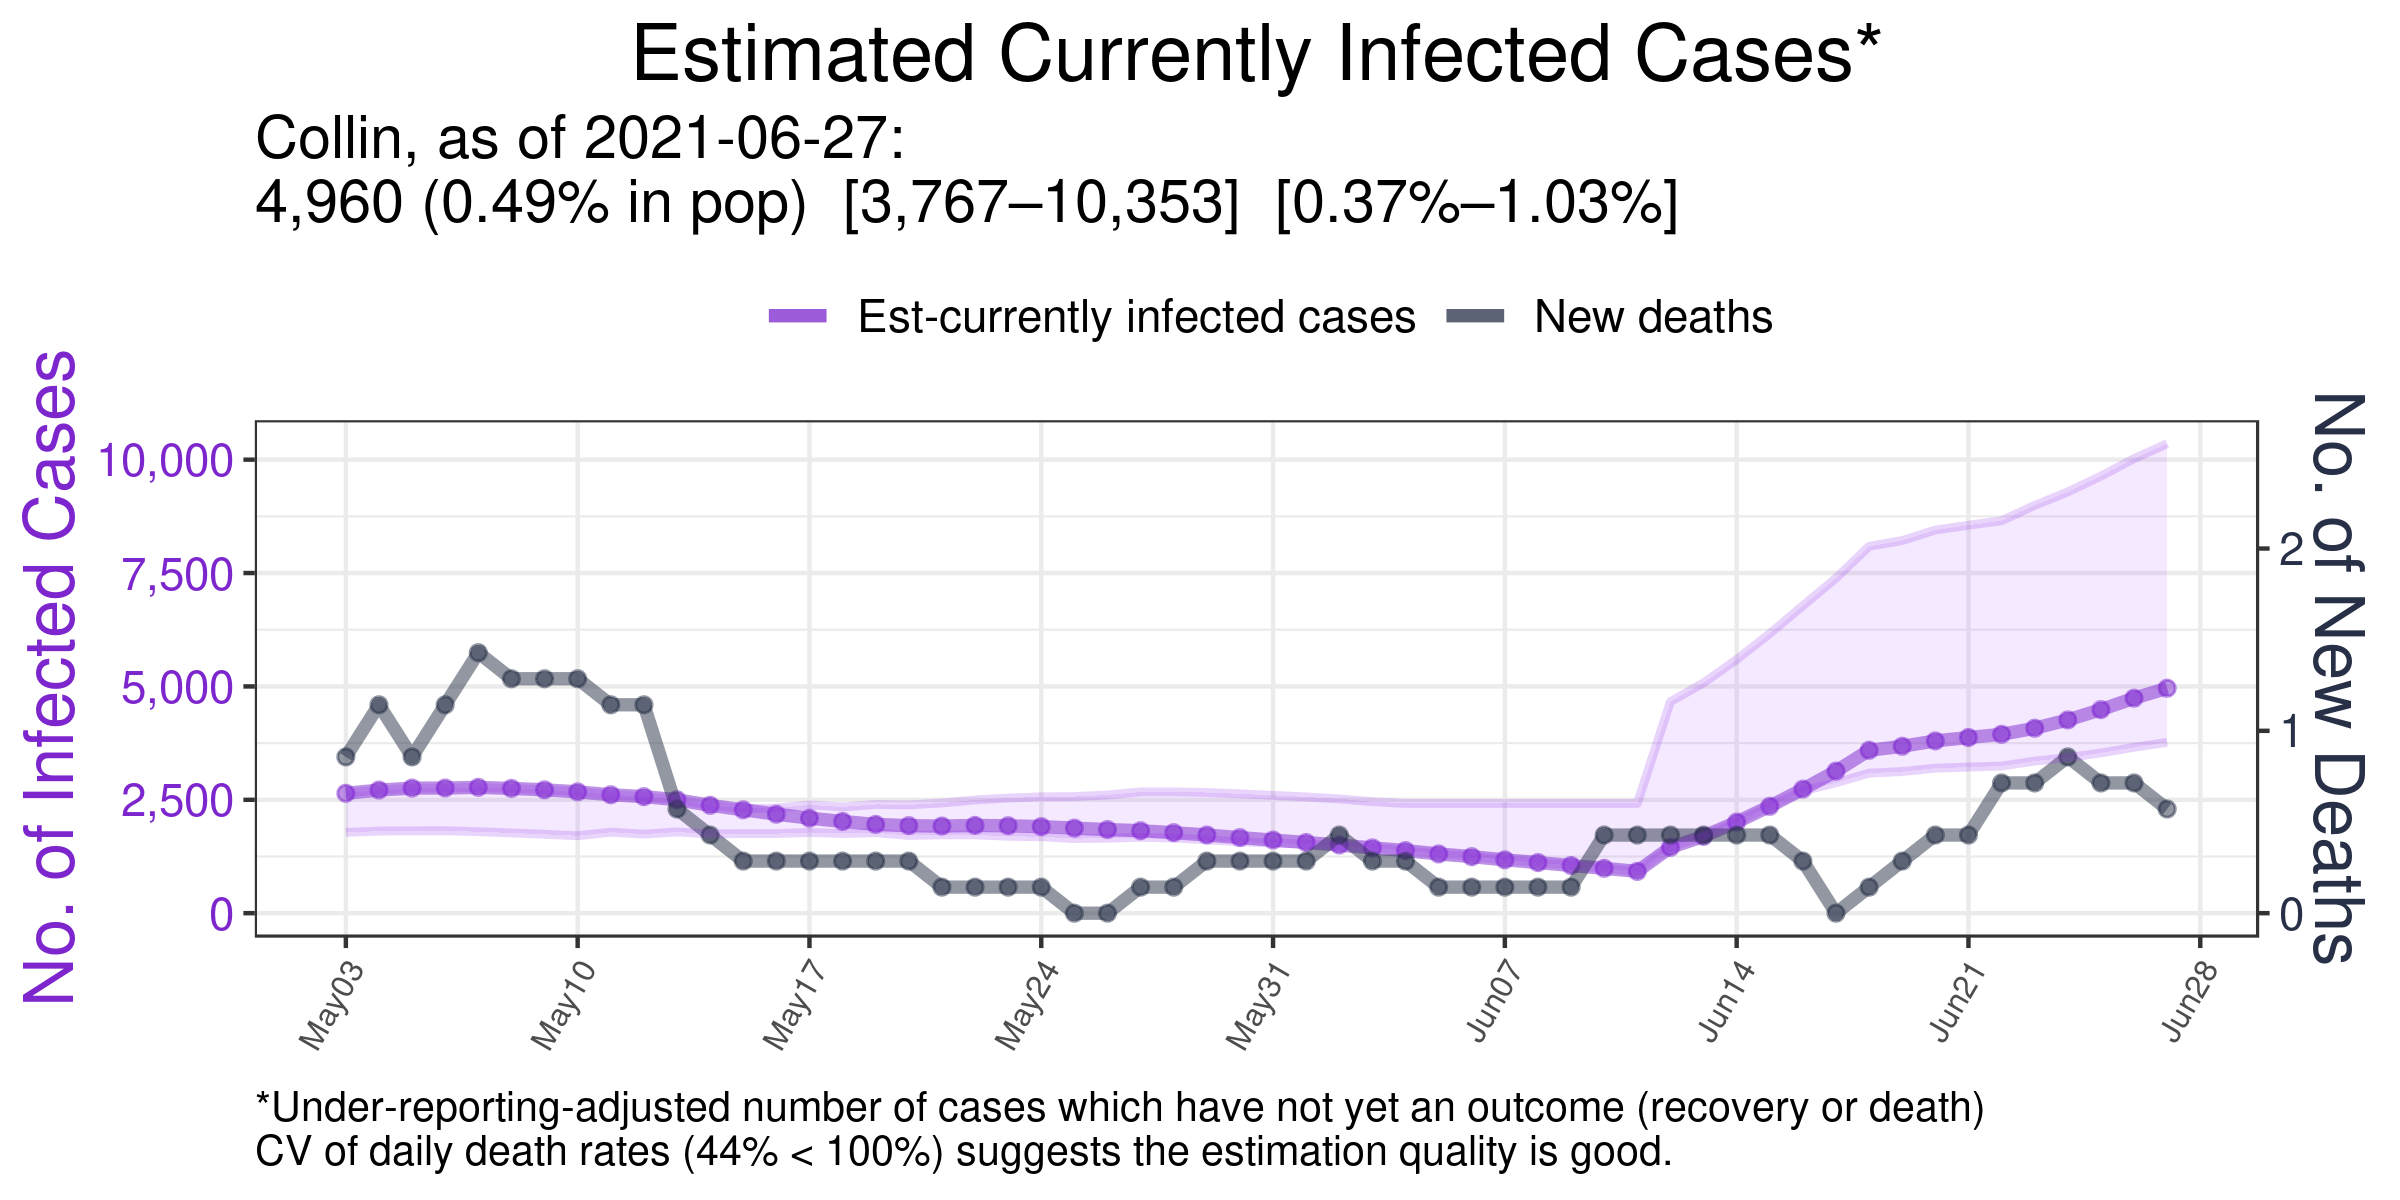 Estimated Currently Infected Cases*
Collin, as of 2021-06-27:
4,960 (0.49% in pop)  [3,767–10,353]  [0.37%–1.03%]
Est-currently infected cases
New deaths
No. of Infected Cases
10,000
7,500
5,000
2,500
0
No. of New Deaths
2
1
0
May03
May10
May17
May24
May31
Jun07
Jun14
Jun21
Jun28
*Under-reporting-adjusted number of cases which have not yet an outcome (recovery or death)
CV of daily death rates (44% < 100%) suggests the estimation quality is good.